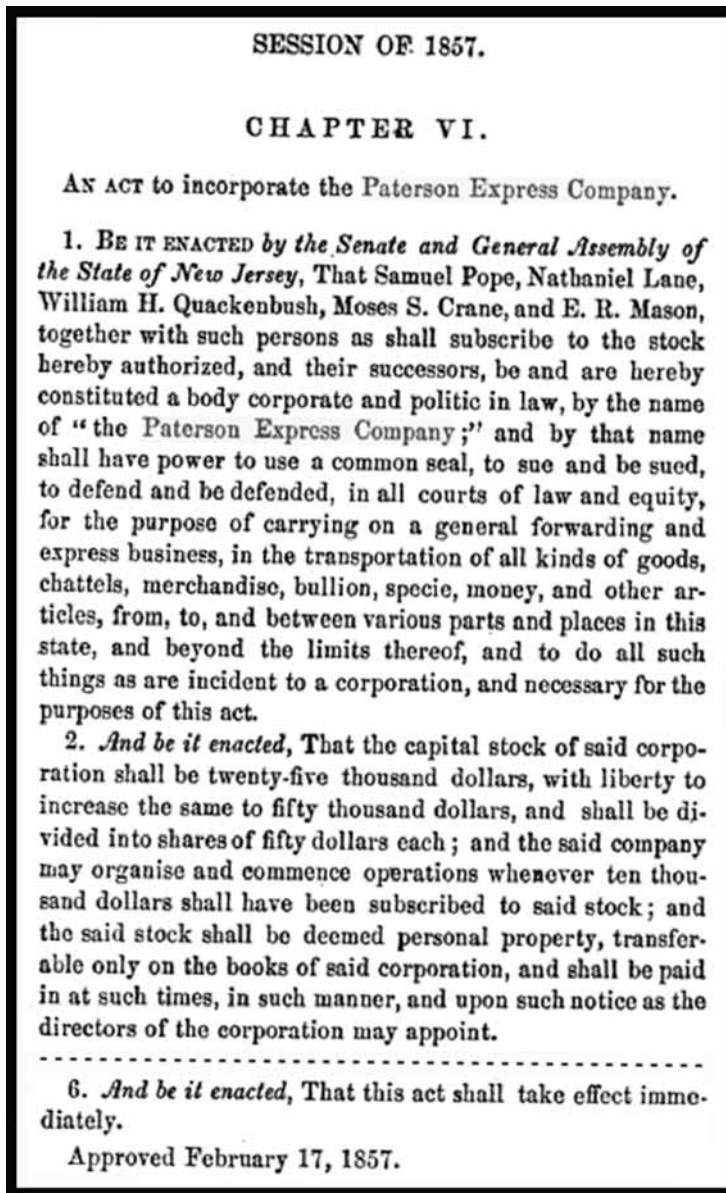 SESSION OF 1857.
CHAPTER VI.
AN ACT to incorporate the Paterson Express Company.
1. BE IT ENACTED by the Senate and General Assembly of
the State of New Jersey, That Samuel Pope, Nathaniel Lane,
William H. Quackenbush, Moses S. Crane, and E. R. Mason,
together with such persons as shall subscribe to the stock
hereby authorized, and their successors, be and are hereby
constituted a body corporate and politic in law, by the name
of "the Paterson Express Company;" and by that name
shall have power to use a common seal, to sue and be sued,
to defend and be defended, in all courts of law and equity,
for the purpose of carrying on a general forwarding and
express business, in the transportation of all kinds of goods,
chattels, merchandise, bullion, specie, money, and other ar-
ticles, from, to, and between various parts and places in this
state, and beyond the limits thereof, and to do all such
things as are incident to a corporation, and necessary for the
purposes of this act.
2. And be it enacted, That the capital stock of said corpo-
ration shall be twenty-five thousand dollars, with liberty to
increase the same to fifty thousand dollars, and shall be di-
vided into shares of fifty dollars each; and the said company
may organise and commence operations whenever ten thou-
sand dollars shall have been subscribed to said stock; and
the said stock shall be deemed personal property, transfer-
able only on the books of said corporation, and shall be paid
in at such times, in such manner, and upon such notice as the
directors of the corporation may appoint.
6. And be it enacted, That this act shall take effect imme-
diately.
Approved February 17, 1857.